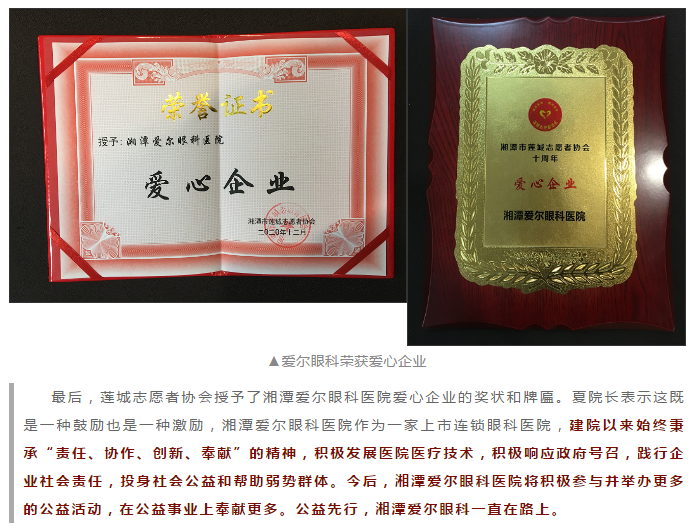 荣誉证书
授予：湘潭爱尔眼科医院
爱心企业
湘潭市莲城志愿者协会
二〇二〇年十二月
湘潭市莲城志愿者协会
十周年
爱心企业
湘潭爱尔眼科医院
▲爱尔眼科荣获爱心企业
最后，莲城志愿者协会授予了湘潭爱尔眼科医院爱心企业的奖状和牌匾。夏院长表示这既
是一种鼓励也是一种激励，湘潭爱尔眼科医院作为一家上市连锁眼科医院，建院以来始终秉
承“责任、协作、创新、奉献”的精神，积极发展医院医疗技术，积极响应政府号召，践行企
业社会责任，投身社会公益和帮助弱势群体。今后，湘潭爱尔眼科医院将积极参与并举办更多
的公益活动，在公益事业上奉献更多。公益先行，湘潭爱尔眼科一直在路上。